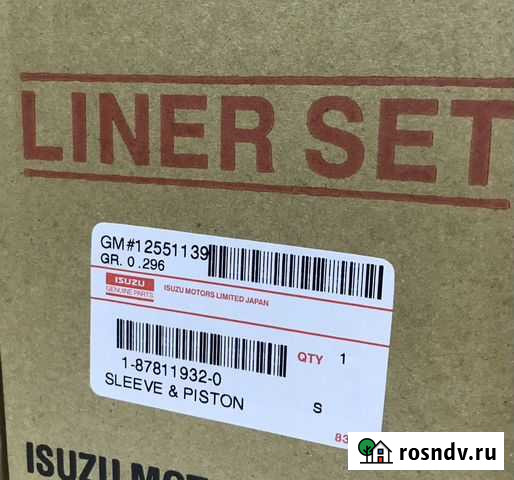 LINER SET
GM#12551139
GR. 0.296
ISUZU
GENUINE PARTS
ISUZU MOTORS LIMITED JAPAN
QTY 1
1-87811932-0
SLEEVE & PISTON
S
ISUZU
rosndv.ru